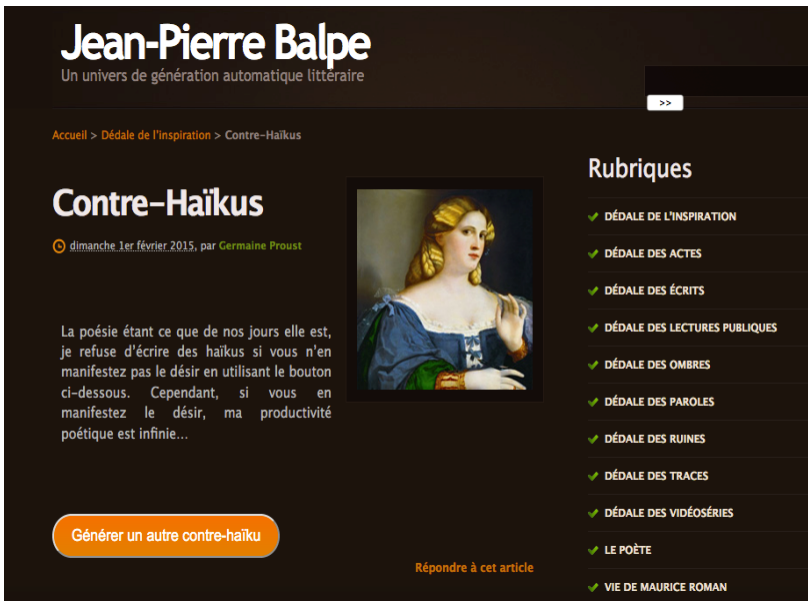 Jean-Pierre Balpe
Un univers de génération automatique littéraire
>>
Accueil > Dédale de l'inspiration > Contre-Haïkus
Contre-Haïkus
dimanche 1er février 2015, par Germaine Proust
La poésie étant ce que de nos jours elle est,
je refuse d'écrire des haïkus si vous n'en
manifestez pas le désir en utilisant le bouton
ci-dessous. Cependant, si vous en
manifestez le désir, ma productivité
poétique est infinie...
Générer un autre contre-haïku
Répondre à cet article
Rubriques
DÉDALE DE L'INSPIRATION
DÉDALE DES ACTES
DÉDALE DES ÉCRITS
DÉDALE DES LECTURES PUBLIQUES
DÉDALE DES OMBRES
DÉDALE DES PAROLES
DÉDALE DES RUINES
DÉDALE DES TRACES
DÉDALE DES VIDÉOSÉRIES
LE POÈTE
VIE DE MAURICE ROMAN